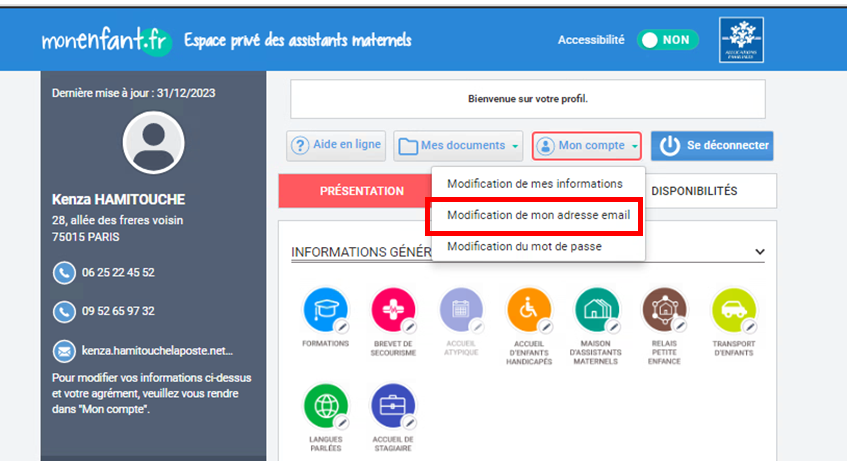 monenfant.fr Espace privé des assistants maternels
Accessibilité NON
ALLOCATIONS
FAMILIALES
Dernière mise à jour : 31/12/2023
Kenza HAMITOUCHE
28, allée des freres voisin
75015 PARIS
06 25 22 45 52
09 52 65 97 32
kenza.hamitouchelaposte.net...
Pour modifier vos informations ci-dessus
et votre agrément, veuillez vous rendre
dans "Mon compte".
Bienvenue sur votre profil.
Aide en ligne
Mes documents
Mon compte
Se déconnecter
Modification de mes informations
Modification de mon adresse email
Modification du mot de passe
PRÉSENTATION
DISPONIBILITÉS
INFORMATIONS GÉNÉR
FORMATIONS
BREVET DE
SECOURISME
ACCUEIL
ATYPIQUE
ACCUEIL
D'ENFANTS
HANDICAPÉS
MAISON
D'ASSISTANTS
MATERNELS
RELAIS
PETITE
ENFANCE
TRANSPORT
D'ENFANTS
LANGUES
PARLÉES
ACCUEIL DE
STAGIAIRE